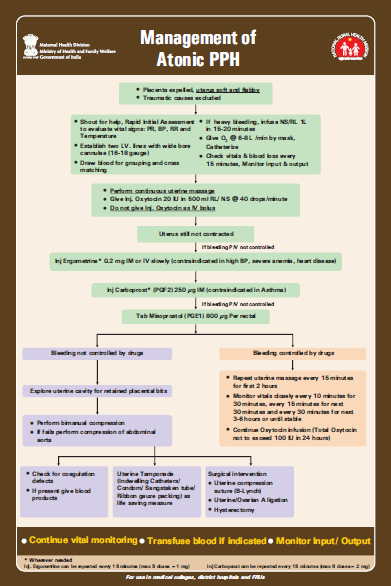 Management of
Atonic PPH
Maternal Health Division
Ministry of Health and Family Welfare
Government of India
NATIONAL RURAL HEALTH MISSION
• Placenta expelled, uterus soft and flabby
• Traumatic causes excluded
• Shout for help, Rapid Initial Assessment
to evaluate vital signs: PR, BP, RR and
Temperature
• Establish two I.V. lines with wide bore
cannulae (16-18 gauge)
• Draw blood for grouping and cross
matching
• If heavy bleeding, infuse NS/RL 1L
in 15-20 minutes
• Give O2 @ 6-8 L /min by mask,
Catheterize
• Check vitals & blood loss every
15 minutes, Monitor input & output
• Perform continuous uterine massage
• Give Inj. Oxytocin 20 IU in 500 ml RL/ NS @ 40 drops/minute
• Do not give Inj. Oxytocin as IV bolus
Uterus still not contracted
If bleeding P/V not controlled
Inj Ergometrine* 0.2 mg IM or IV slowly (contraindicated in high BP, severe anemia, heart disease)
Inj Carboprost* (PGF2) 250 µg IM (contraindicated in Asthma)
If bleeding P/V not controlled
Tab Misoprostol (PGE1) 800 µg Per rectal
Bleeding not controlled by drugs
Bleeding controlled by drugs
Explore uterine cavity for retained placental bits
• Repeat uterine massage every 15 minutes
for first 2 hours
• Monitor vitals closely every 10 minutes for
30 minutes, every 15 minutes for next
30 minutes and every 30 minutes for next
3-6 hours or until stable
• Continue Oxytocin infusion (Total Oxytocin
not to exceed 100 IU in 24 hours)
• Perform bimanual compression
• If fails perform compression of abdominal
aorta
• Check for coagulation
defects
• If present give blood
products
Uterine Tamponade
(Indwelling Catheters/
Condom/ Sangstaken tube/
Ribbon gauze packing) as
life saving measure
Surgical Intervention
• Uterine compression
suture (B-Lynch)
• Uterine/Ovarian A ligation
• Hysterectomy
• Continue vital monitoring • Transfuse blood if indicated • Monitor Input / Output
* Wherever needed
Inj. Ergometrine can be repeated every 15 minutes (max 5 doses = 1 mg)
Inj Carboprost can be repeated every 15 minutes (max 8 doses = 2 mg)
For use in medical colleges, district hospitals and FRUs